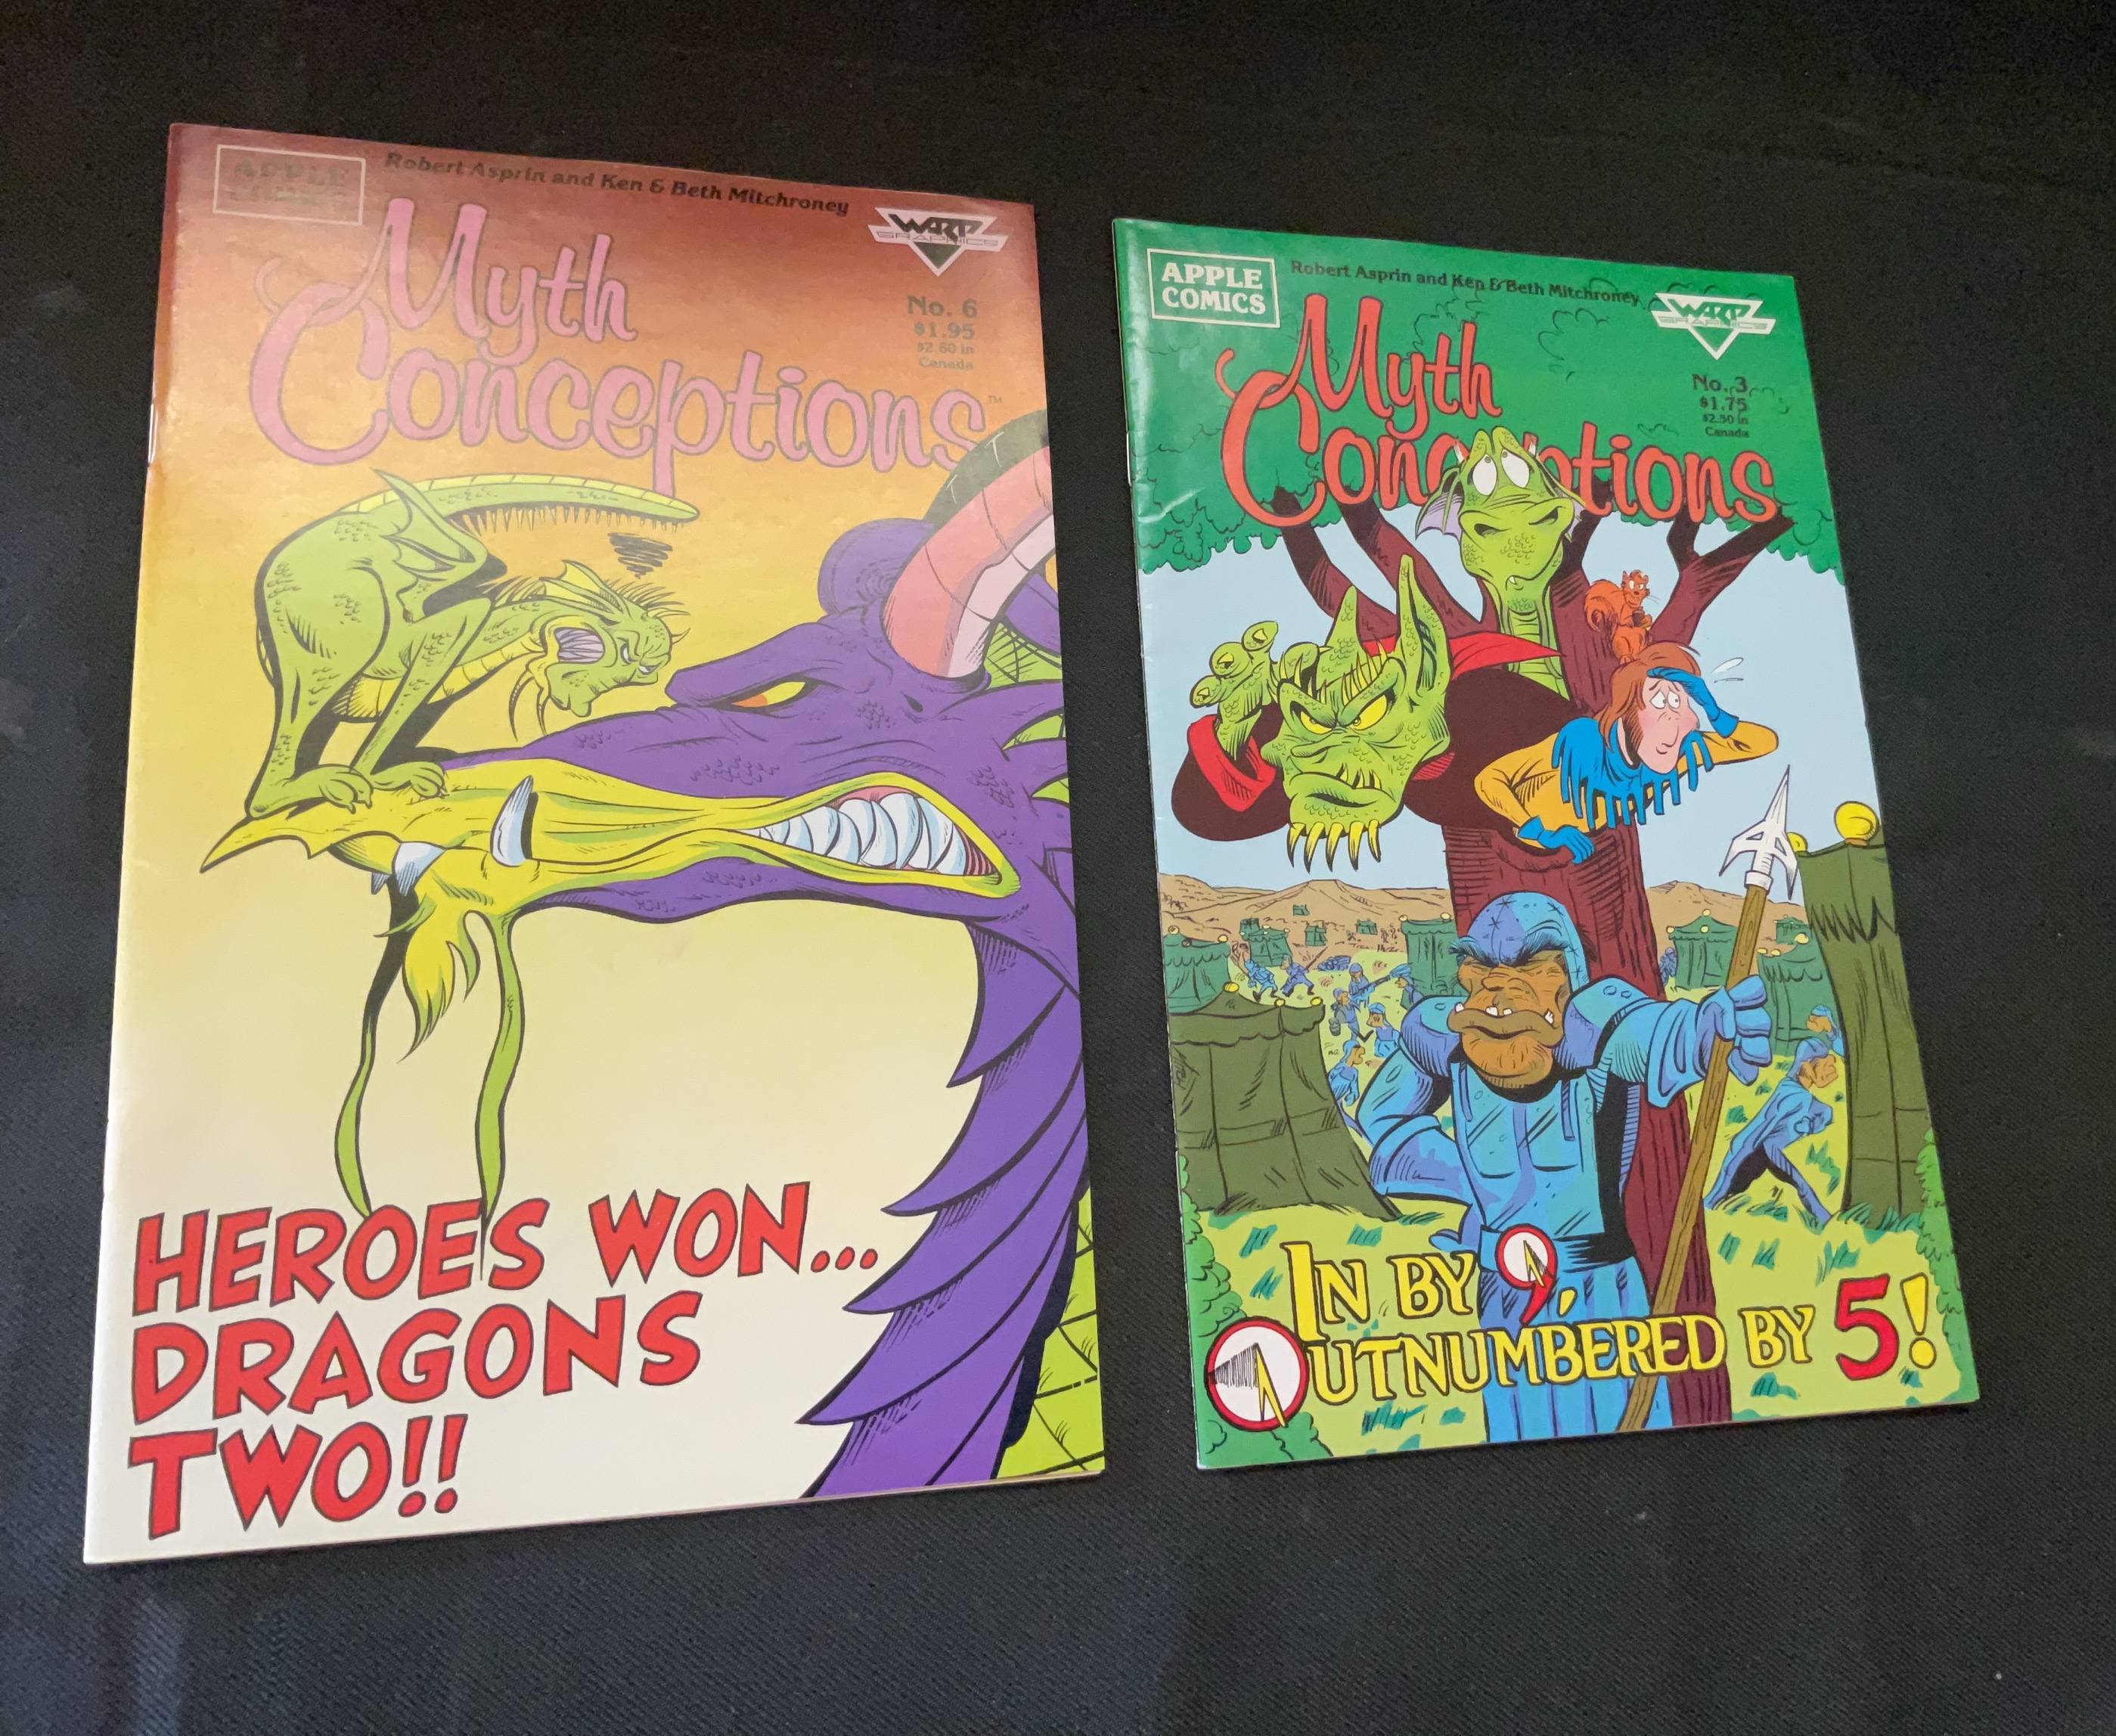 APPLE
COMICS
Robert Asprin and Ken & Beth Mitchroney
WARP
GRAPHICS
Myth
Conceptions
™
No. 6
$1.95
$2.60 in
Canada
HEROES WON...
DRAGONS
TWO!!
APPLE
COMICS
Robert Asprin and Ken & Beth Mitchroney
WARP
GRAPHICS
Myth
Conceptions
No. 3
$1.75
$2.50 in
Canada
IN BY 9,
OUTNUMBERED BY 5!